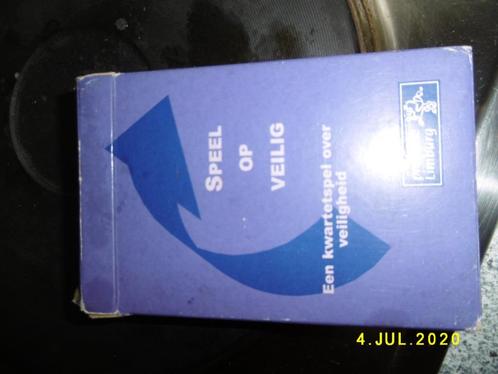 SPEEL
OP
VEILIG
Een kwartetspel over
veiligheid
Limburg
4.JUL.2020